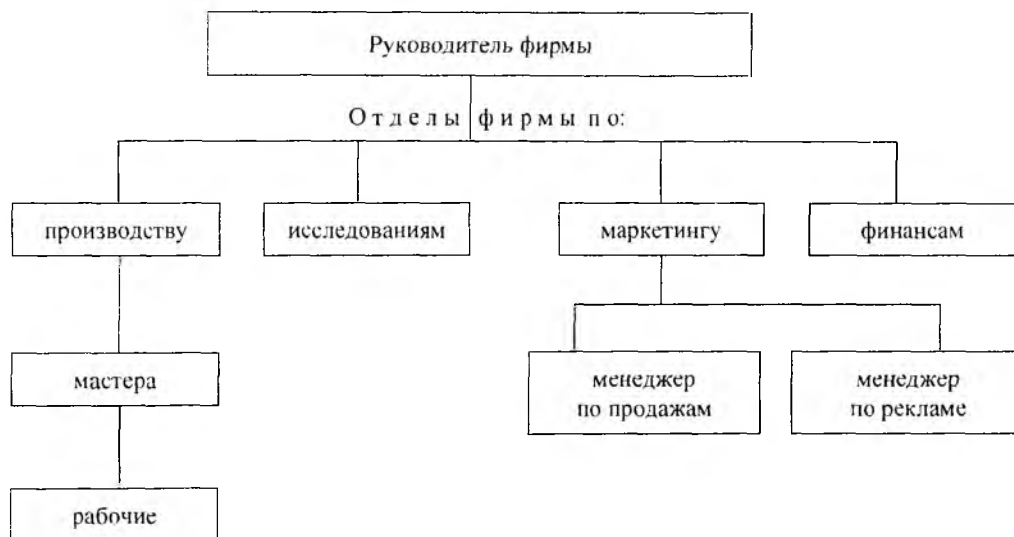 Руководитель фирмы
Отделы фирмы по:
производству
исследованиям
маркетингу
финансам
мастера
менеджер
по продажам
менеджер
по рекламе
рабочие